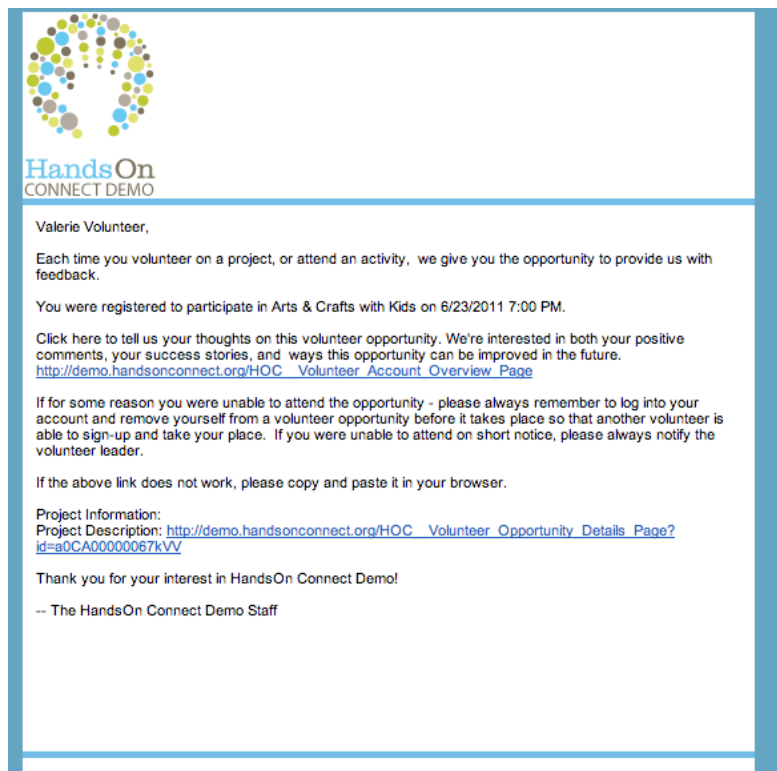 HandsOn
CONNECT DEMO
Valerie Volunteer,
Each time you volunteer on a project, or attend an activity,  we give you the opportunity to provide us with
feedback.
You were registered to participate in Arts & Crafts with Kids on 6/23/2011 7:00 PM.
Click here to tell us your thoughts on this volunteer opportunity. We're interested in both your positive
comments, your success stories, and  ways this opportunity can be improved in the future.
http://demo.handsonconnect.org/HOC__Volunteer_Account_Overview_Page
If for some reason you were unable to attend the opportunity - please always remember to log into your
account and remove yourself from a volunteer opportunity before it takes place so that another volunteer is
able to sign-up and take your place.  If you were unable to attend on short notice, please always notify the
volunteer leader.
If the above link does not work, please copy and paste it in your browser.
Project Information:
Project Description: http://demo.handsonconnect.org/HOC__Volunteer_Opportunity_Details_Page?
id=a0CA00000067kVV
Thank you for your interest in HandsOn Connect Demo!
-- The HandsOn Connect Demo Staff